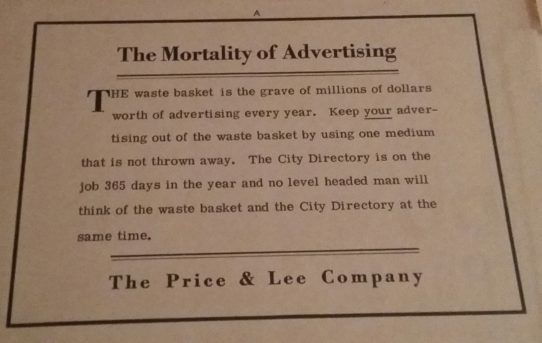 A
The Mortality of Advertising
THE waste basket is the grave of millions of dollars
worth of advertising every year. Keep your adver-
tising out of the waste basket by using one medium
that is not thrown away. The City Directory is on the
job 365 days in the year and no level headed man will
think of the waste basket and the City Directory at the
same time.
The Price & Lee Company